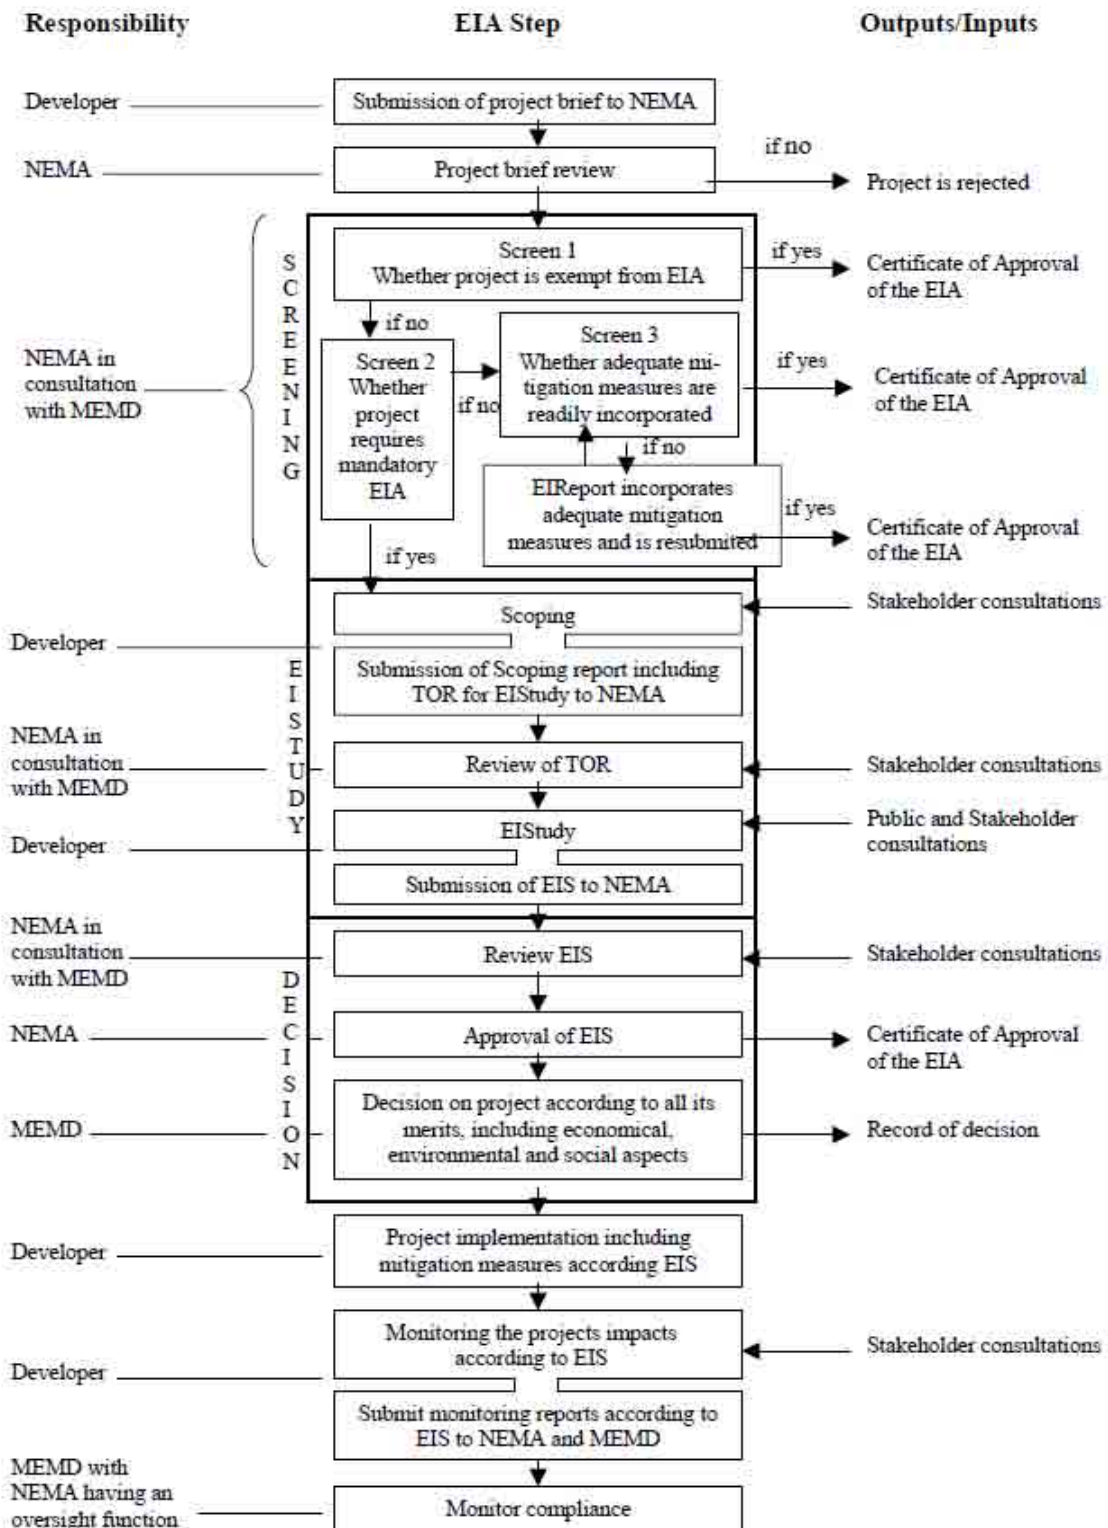 Responsibility
EIA Step
Outputs/Inputs
Developer
Submission of project brief to NEMA
NEMA
Project brief review
if no
Project is rejected
SCREENING
Screen 1
Whether project is exempt from EIA
if yes
Certificate of Approval
of the EIA
if no
NEMA in
consultation
with MEMD
Screen 2
Whether
project
requires
mandatory
EIA
if no
Screen 3
Whether adequate mi-
tigation measures are
readily incorporated
if yes
Certificate of Approval
of the EIA
if no
EIReport incorporates
adequate mitigation
measures and is resubmited
if yes
Certificate of Approval
of the EIA
if yes
EISTUDY
Scoping
Stakeholder consultations
Developer
Submission of Scoping report including
TOR for EIStudy to NEMA
NEMA in
consultation
with MEMD
Review of TOR
Stakeholder consultations
Developer
EIStudy
Public and Stakeholder
consultations
Submission of EIS to NEMA
DECISION
NEMA in
consultation
with MEMD
Review EIS
Stakeholder consultations
NEMA
Approval of EIS
Certificate of Approval
of the EIA
MEMD
Decision on project according to all its
merits, including economical,
environmental and social aspects
Record of decision
Developer
Project implementation including
mitigation measures according EIS
Monitoring the projects impacts
according to EIS
Stakeholder consultations
Developer
Submit monitoring reports according to
EIS to NEMA and MEMD
MEMD with
NEMA having an
oversight function
Monitor compliance